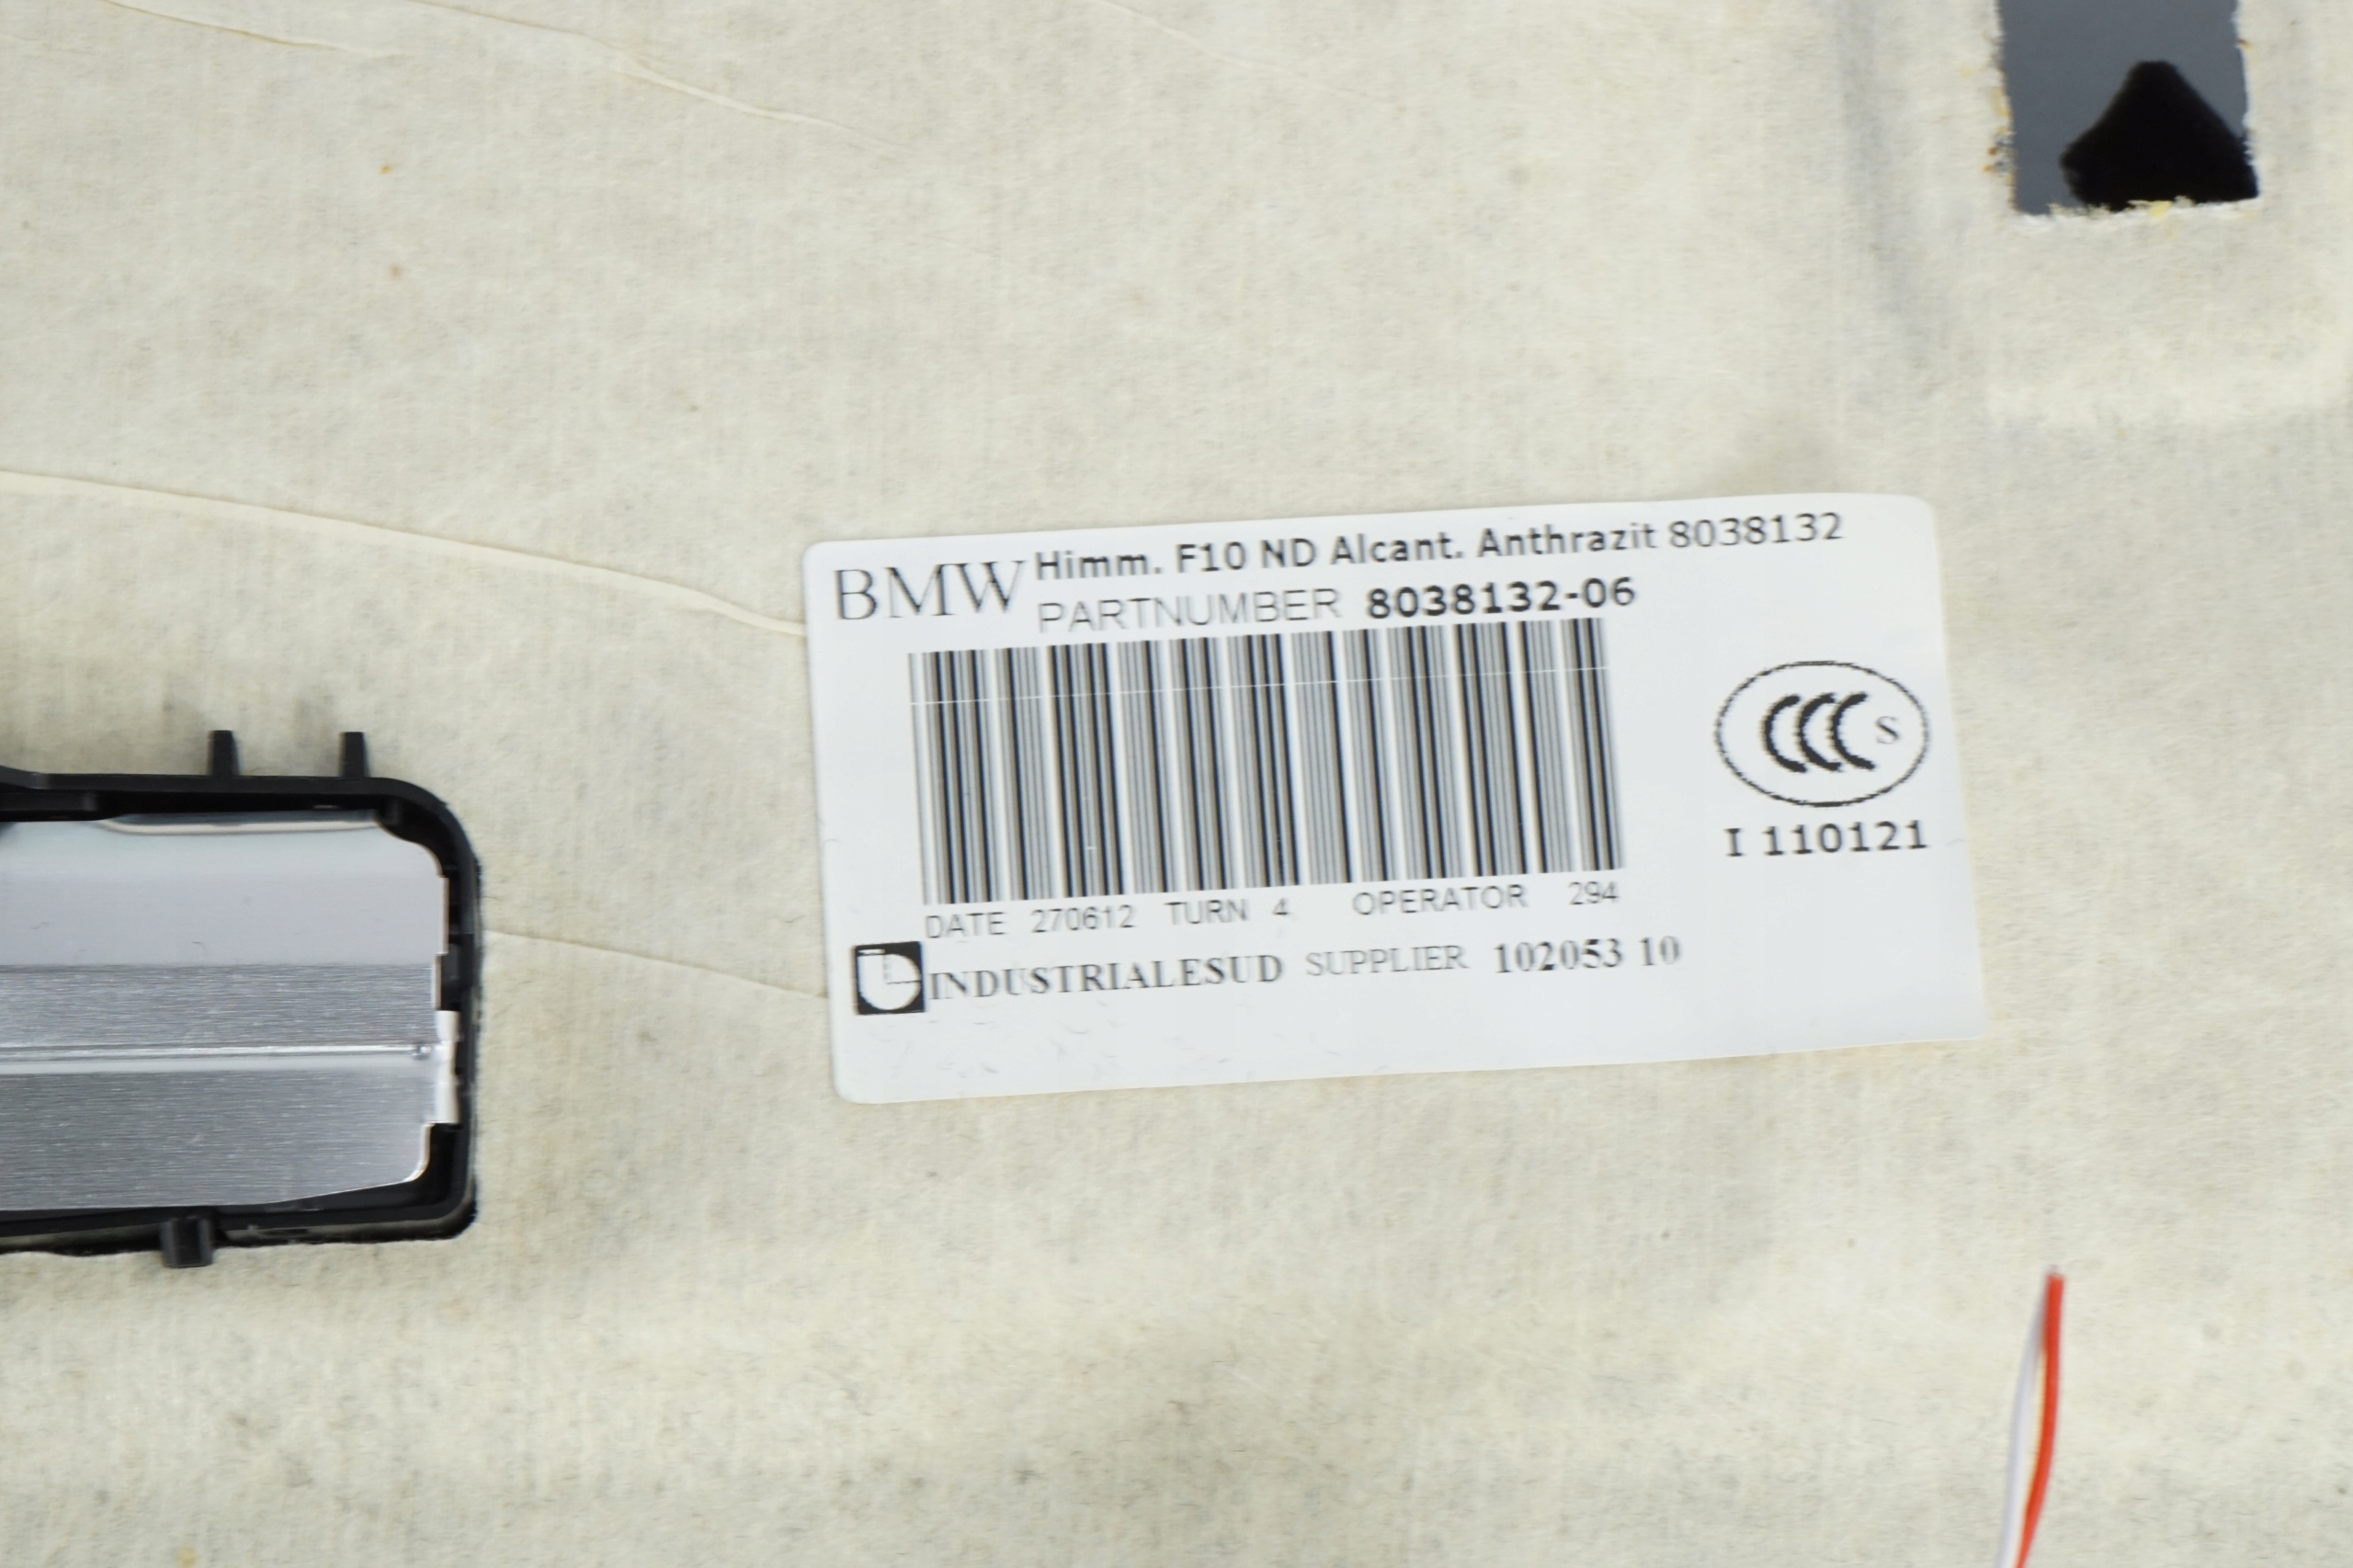 BMW Himm. F10 ND Alcant. Anthrazit 8038132
PARTNUMBER 8038132-06
CCC S
I 110121
DATE 270612 TURN 4 OPERATOR 294
INDUSTRIALESUD SUPPLIER 102053 10